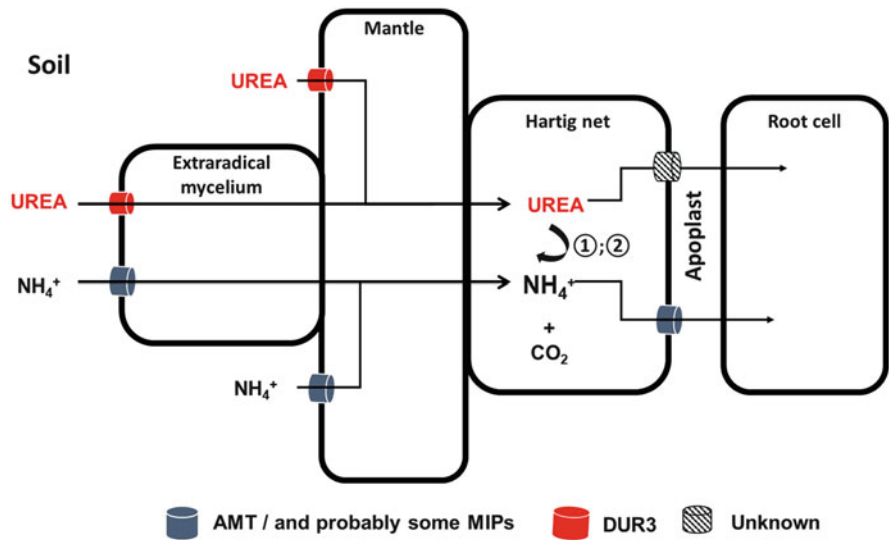 Mantle
Soil
UREA
Hartig net
Root cell
Extraradical
mycelium
UREA
UREA
①;②
Apoplast
NH₄⁺
NH₄⁺
+
CO₂
NH₄⁺
AMT / and probably some MIPs
DUR3
Unknown